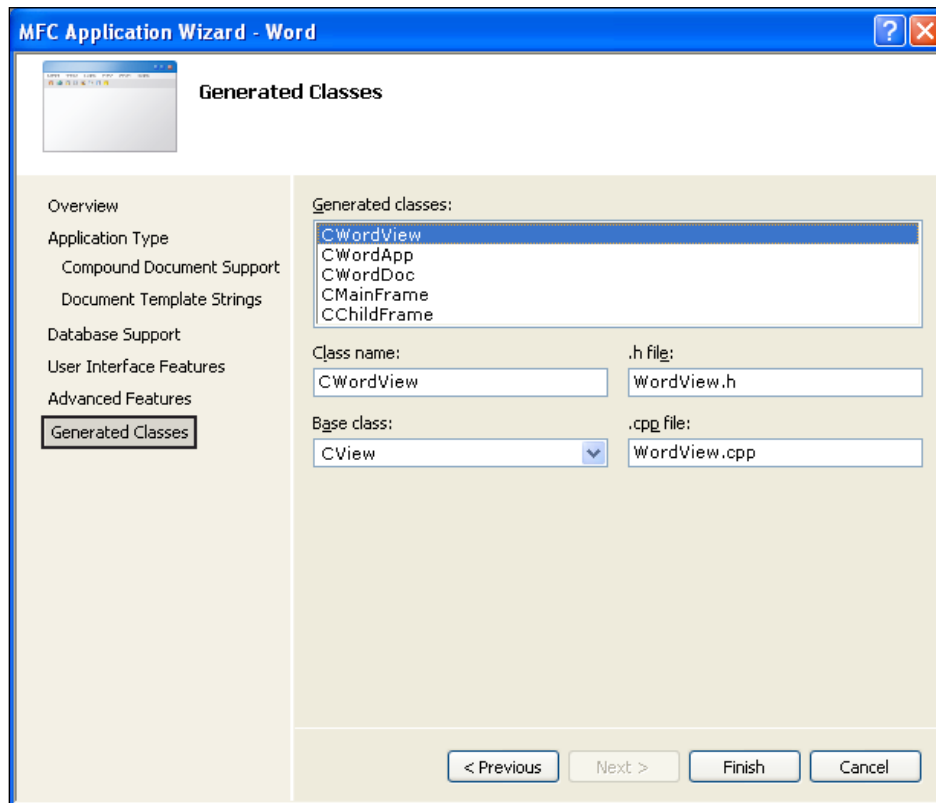 MFC Application Wizard - Word
Generated Classes
Overview
Application Type
Compound Document Support
Document Template Strings
Database Support
User Interface Features
Advanced Features
Generated Classes
Generated classes:
CWordView
CWordApp
CWordDoc
CMainFrame
CChildFrame
Class name:
.h file:
CWordView
WordView.h
Base class:
.cpp file:
CView
WordView.cpp
< Previous
Next >
Finish
Cancel